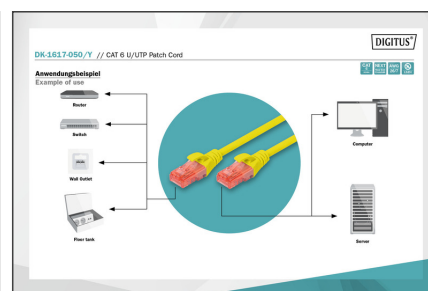 DIGITUS®
DK-1617-050/Y // CAT 6 U/UTP Patch Cord
Anwendungsbeispiel
Example of use
Router
Switch
Wall Outlet
Floor tank
Computer
Server